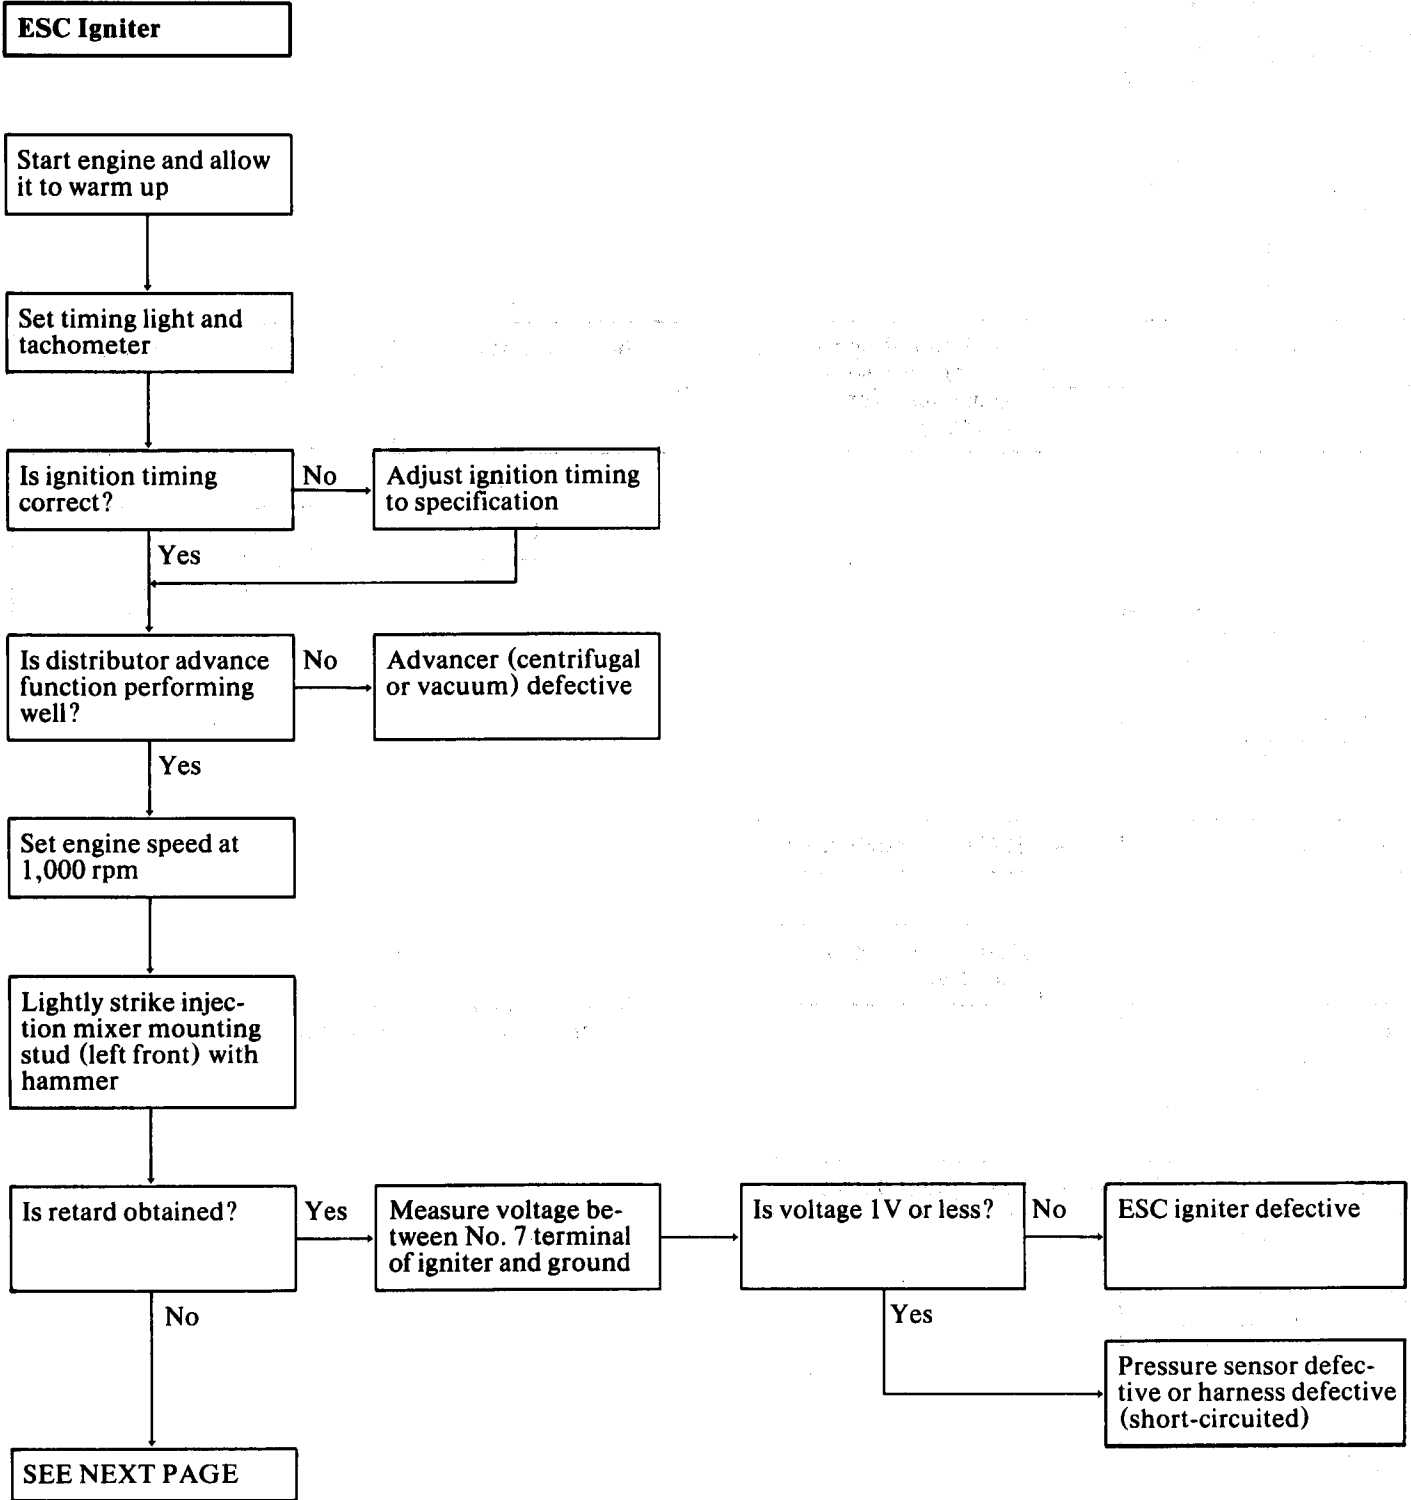 ESC Igniter
Start engine and allow
it to warm up
Set timing light and
tachometer
Is ignition timing
correct?
No
Adjust ignition timing
to specification
Yes
Is distributor advance
function performing
well?
No
Advancer (centrifugal
or vacuum) defective
Yes
Set engine speed at
1,000 rpm
Lightly strike injec-
tion mixer mounting
stud (left front) with
hammer
Is retard obtained?
Yes
Measure voltage be-
tween No. 7 terminal
of igniter and ground
Is voltage 1V or less?
No
ESC igniter defective
No
Yes
Pressure sensor defec-
tive or harness defective
(short-circuited)
SEE NEXT PAGE